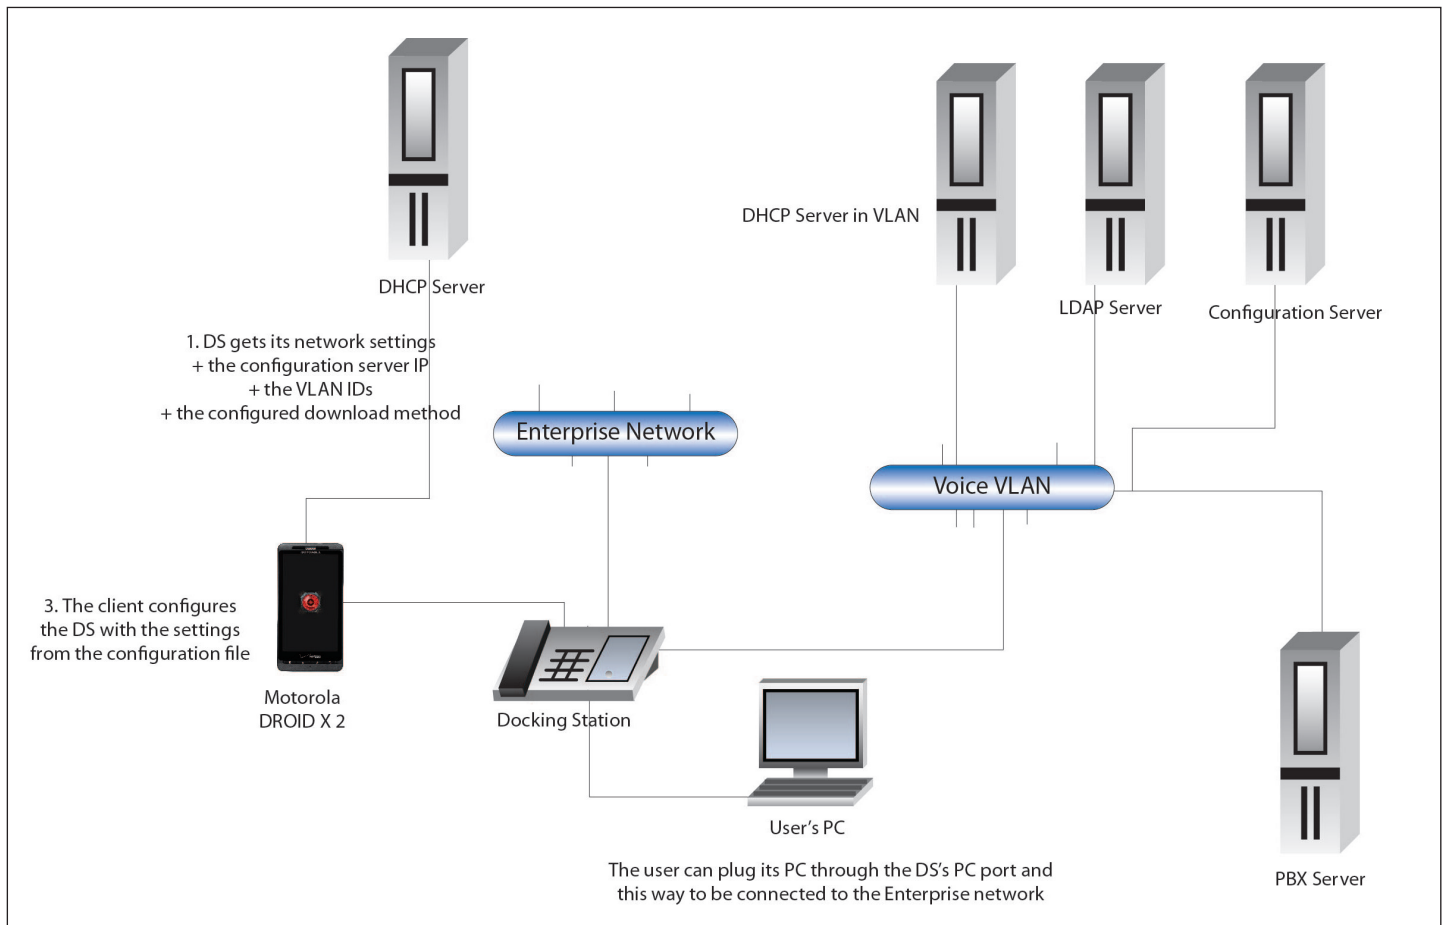 DHCP Server
1. DS gets its network settings
+ the configuration server IP
+ the VLAN IDs
+ the configured download method
Enterprise Network
DHCP Server in VLAN
LDAP Server
Configuration Server
Voice VLAN
3. The client configures
the DS with the settings
from the configuration file
Motorola
DROID X 2
Docking Station
User’s PC
The user can plug its PC through the DS’s PC port and
this way to be connected to the Enterprise network
PBX Server